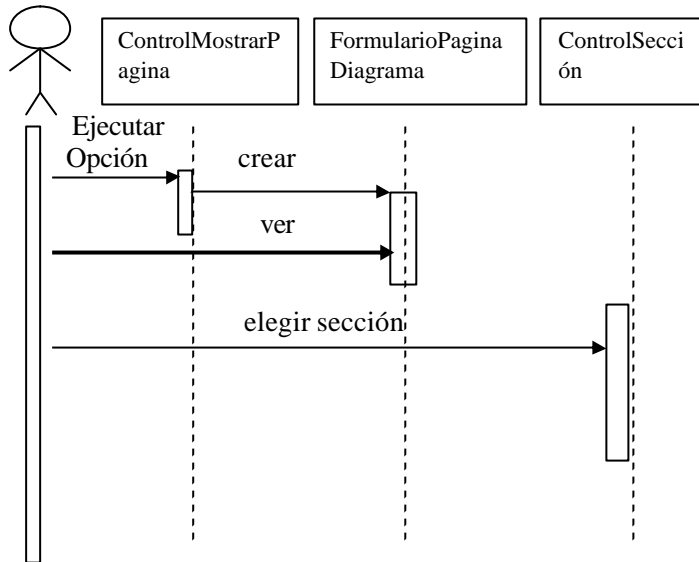 ControlMostrarP
agina
FormularioPagina
Diagrama
ControlSecci
ón
Ejecutar
Opción
crear
ver
elegir sección